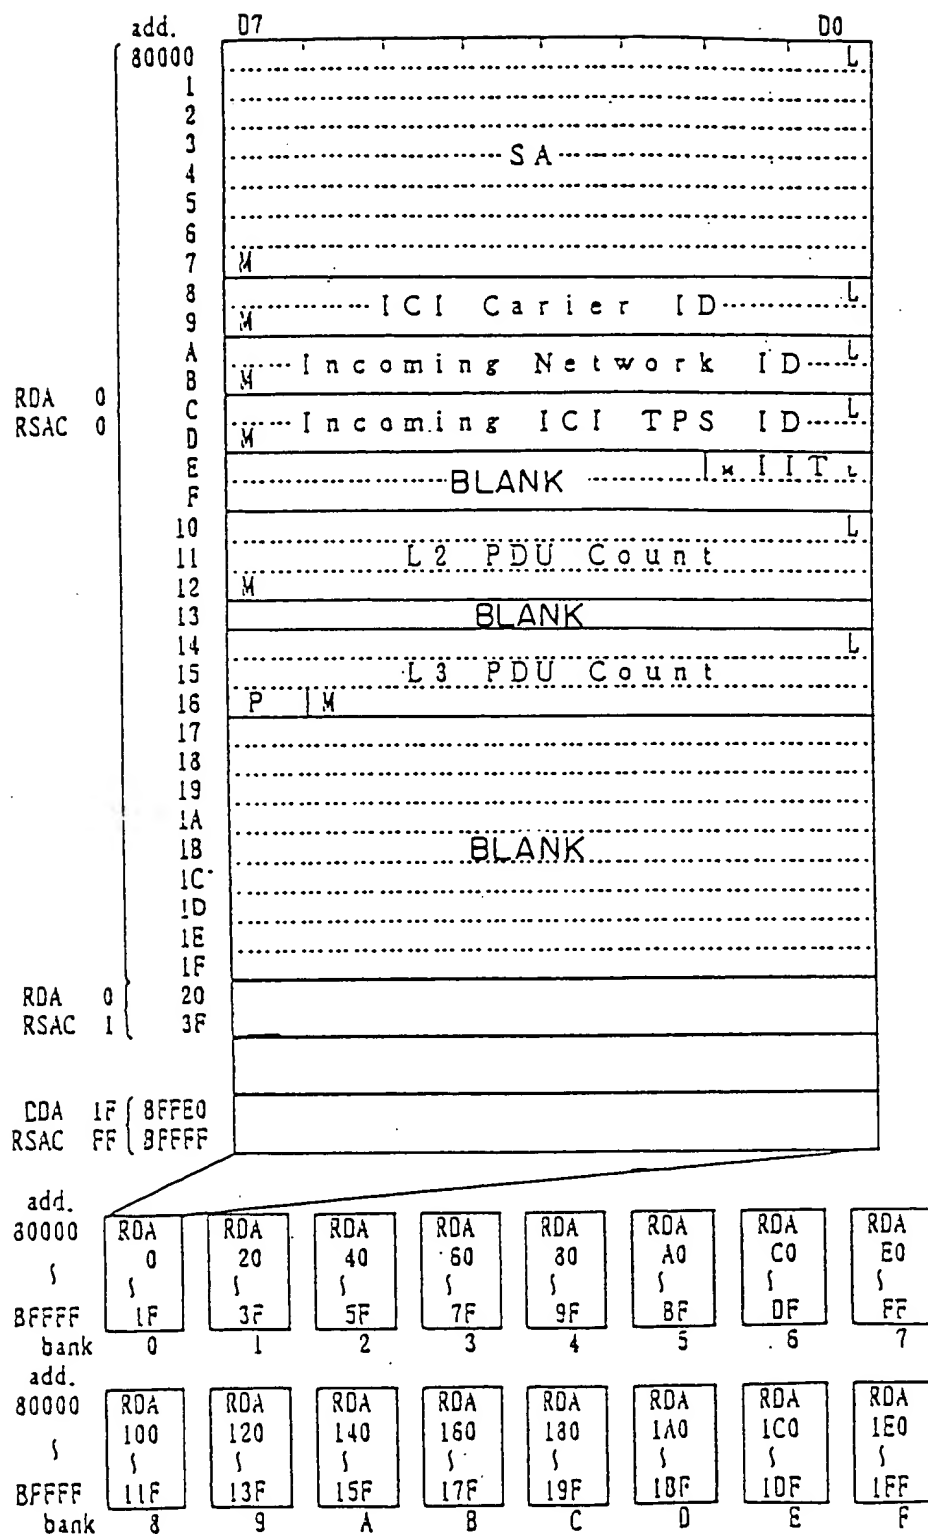 add. D7 D0
80000 L
1
2
3 SA
4
5
6
7 M
8 ICI Carier ID L
9 M
A Incoming Network ID L
B M
RDA 0 C Incoming ICI TPS ID L
RSAC 0 D M
E M IIT L
F BLANK
10 L
11 L2 PDU Count
12 M
13 BLANK
14 L
15 L3 PDU Count
16 P M
17
18
19
1A
1B BLANK
1C
1D
1E
1F
RDA 0 20
RSAC 1 3F
CDA 1F 8FFE0
RSAC FF BFFFF
add.
80000 RDA RDA RDA RDA RDA RDA RDA RDA
0 20 40 60 80 A0 C0 E0
BFFFF 1F 3F 5F 7F 9F BF DF FF
bank 0 1 2 3 4 5 6 7
add.
80000 RDA RDA RDA RDA RDA RDA RDA RDA
100 120 140 160 180 1A0 1C0 1E0
BFFFF 11F 13F 15F 17F 19F 1BF 1DF 1FF
bank 8 9 A B C D E F